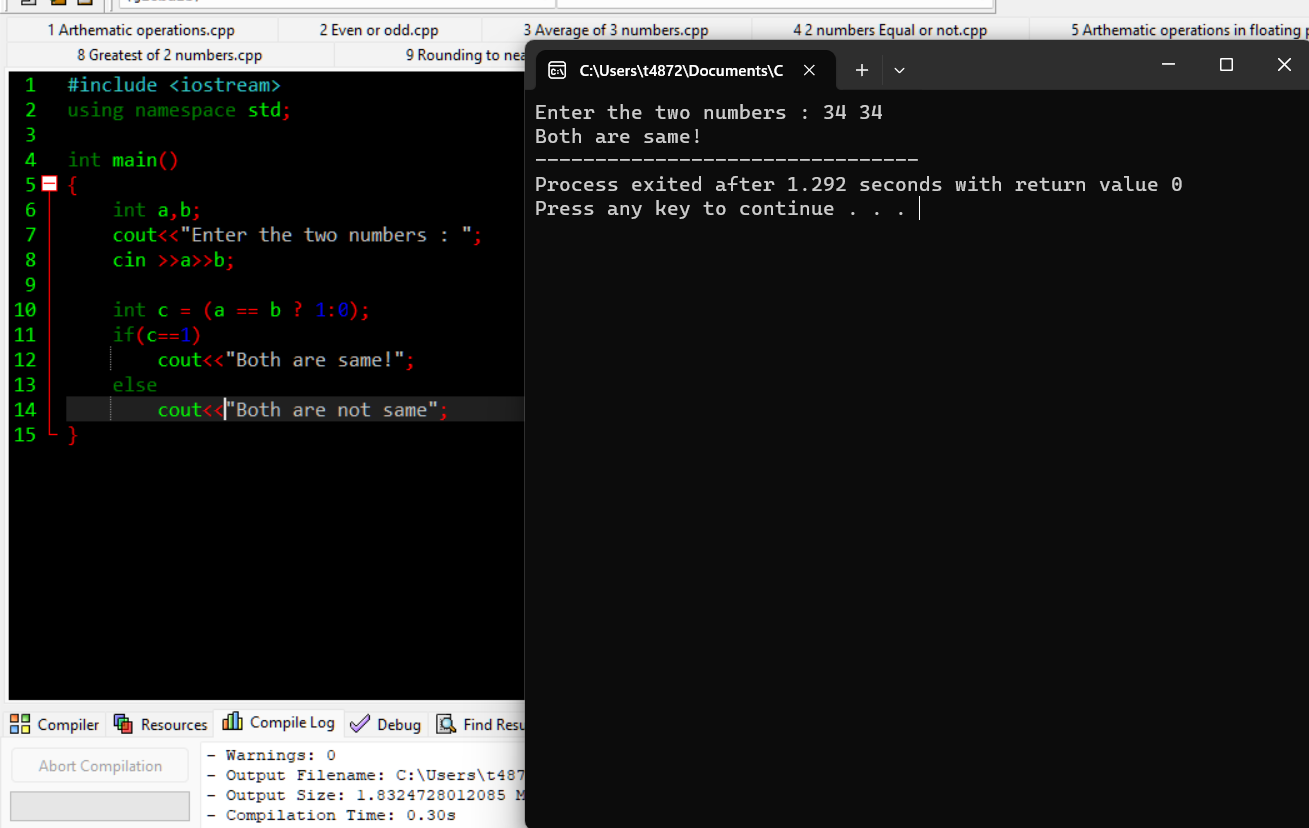 1 Arthematic operations.cpp 2 Even or odd.cpp 3 Average of 3 numbers.cpp 4 2 numbers Equal or not.cpp 5 Arthematic operations in floating
8 Greatest of 2 numbers.cpp 9 Rounding to
1 #include <iostream>
2 using namespace std;
3
4 int main()
5 {
6 int a,b;
7 cout<<"Enter the two numbers : ";
8 cin >>a>>b;
9
10 int c = (a == b ? 1:0);
11 if(c==1)
12 cout<<"Both are same!";
13 else
14 cout<<"Both are not same";
15 }
C:\Users\t4872\Documents\C
Enter the two numbers : 34 34
Both are same!
--------------------------------
Process exited after 1.292 seconds with return value 0
Press any key to continue . . .
Compiler Resources Compile Log Debug Find
Abort Compilation
- Warnings: 0
- Output Filename: C:\Users\t487
- Output Size: 1.8324728012085 M
- Compilation Time: 0.30s